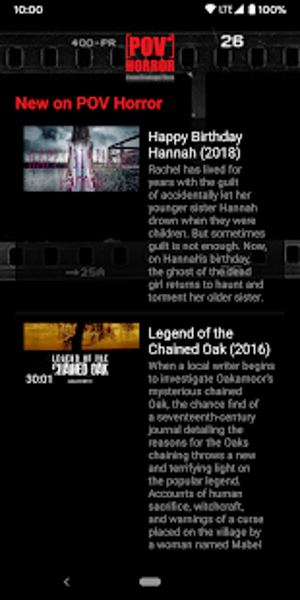 10:00
LTE 100%
400-PR
26
POV
HORROR
New on POV Horror
HAPPY BIRTHDAY
Hannah
Happy Birthday
Hannah (2018)
Rachel has lived for
years with the guilt
of accidentally let her
younger sister Hannah
drown when they were
children. But sometimes
guilt is not enough. Now,
on Hannah's birthday,
the ghost of the dead
girl returns to haunt and
torment her older sister.
→25A
LEGEND OF THE
CHAINED OAK
30:01
Legend of the
Chained Oak (2016)
When a local writer begins
to investigate Oakamoor's
mysterious chained
Oak, the chance find of
a seventeenth-century
journal detailing the
reasons for the Oaks
chaining throws a new
and terrifying light on
the popular legend.
Accounts of human
sacrifice, witchcraft,
and warnings of a curse
placed on the village by
a woman named Mabel